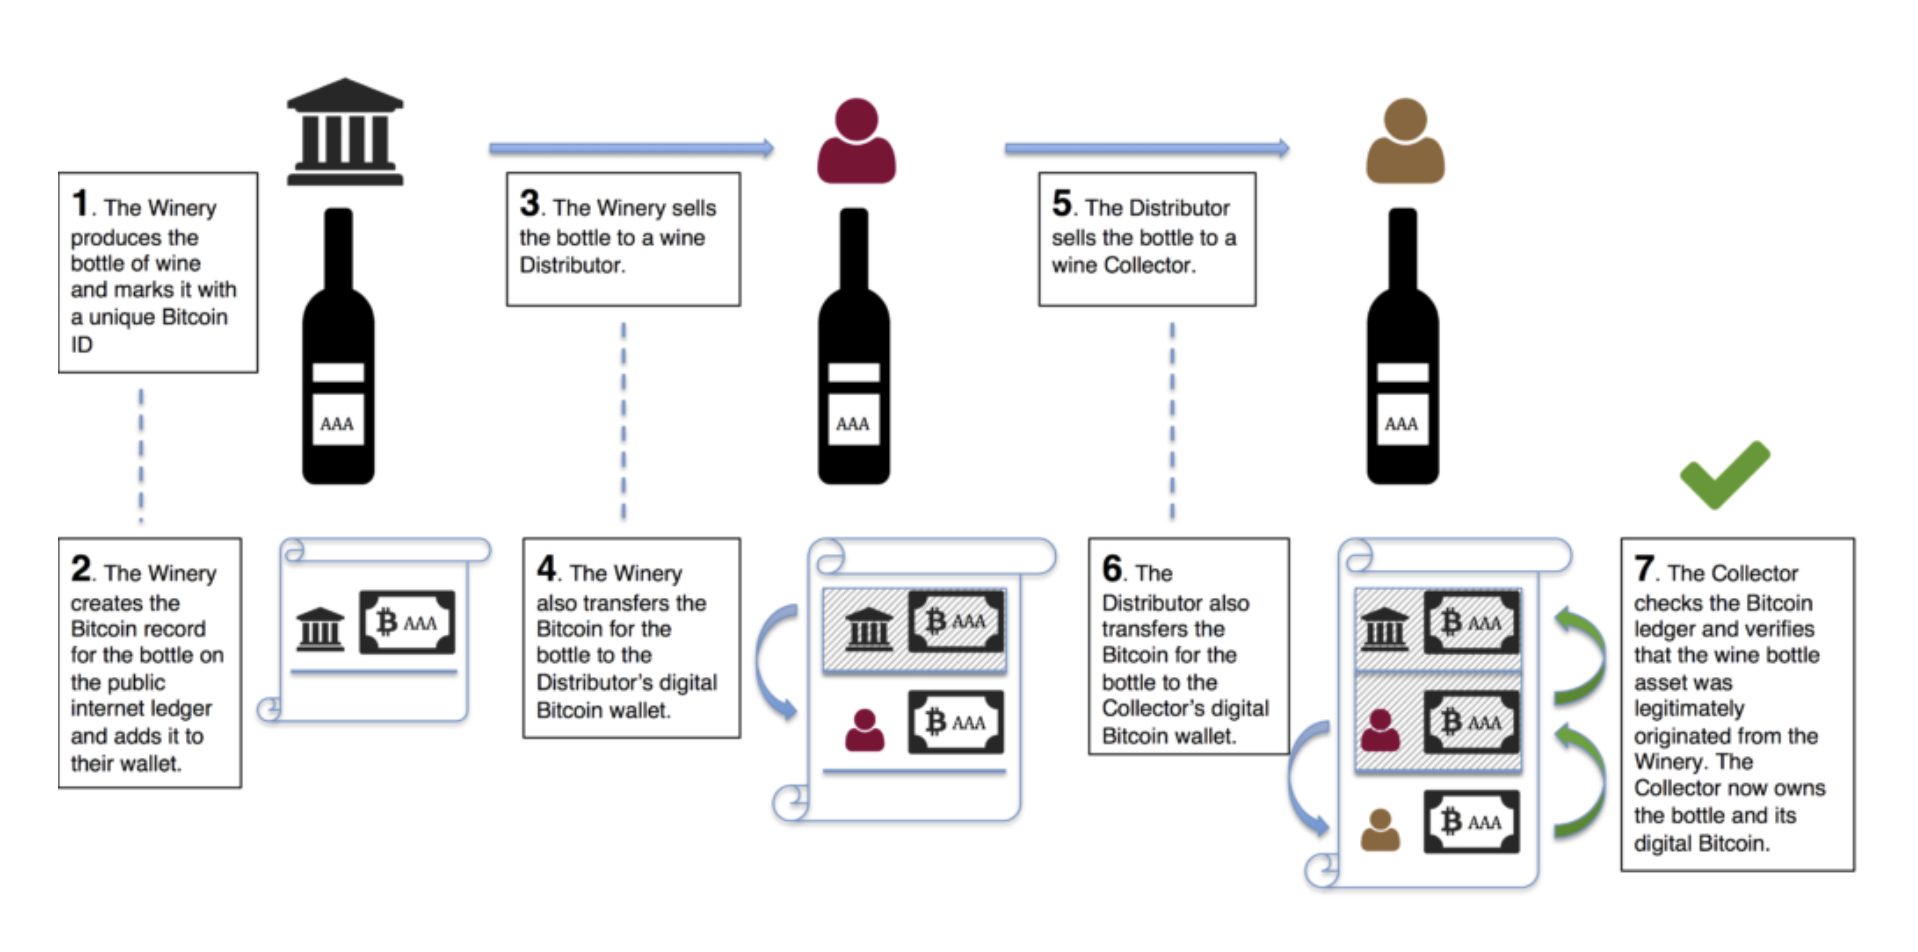 1. The Winery
produces the
bottle of wine
and marks it with
a unique Bitcoin
ID
AAA
3. The Winery sells
the bottle to a wine
Distributor.
AAA
5. The Distributor
sells the bottle to a
wine Collector.
AAA
2. The Winery
creates the
Bitcoin record
for the bottle on
the public
internet ledger
and adds it to
their wallet.
₿ AAA
4. The Winery
also transfers the
Bitcoin for the
bottle to the
Distributor's digital
Bitcoin wallet.
₿ AAA
₿ AAA
6. The
Distributor also
transfers the
Bitcoin for the
bottle to the
Collector's digital
Bitcoin wallet.
₿ AAA
₿ AAA
₿ AAA
7. The Collector
checks the Bitcoin
ledger and verifies
that the wine bottle
asset was
legitimately
originated from the
Winery. The
Collector now owns
the bottle and its
digital Bitcoin.